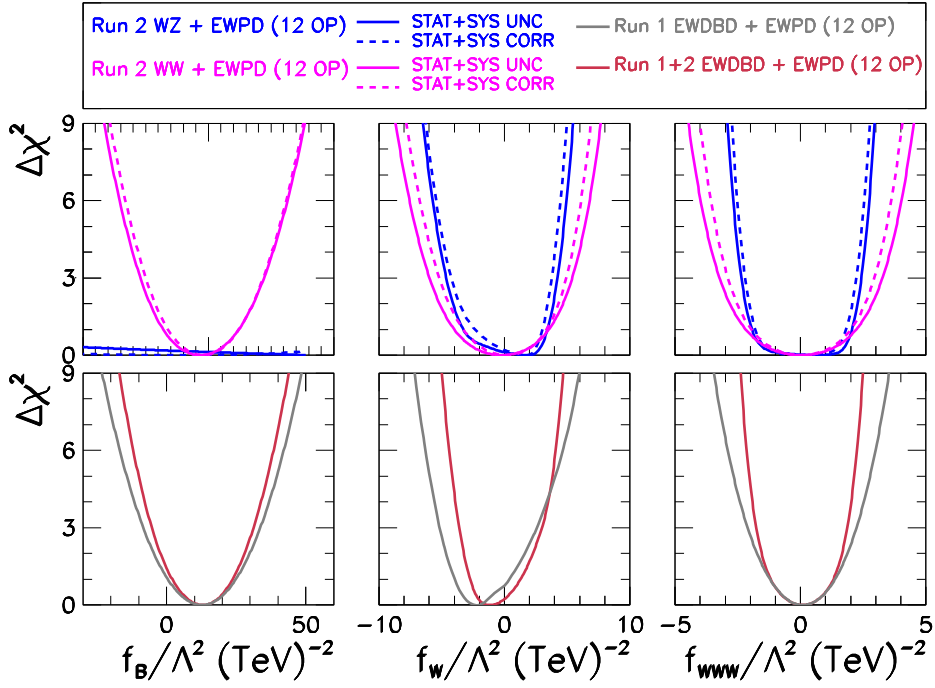 Run 2 WZ + EWPD (12 OP) STAT+SYS UNC Run 1 EWDBD + EWPD (12 OP)
STAT+SYS CORR
Run 2 WW + EWPD (12 OP) STAT+SYS UNC Run 1+2 EWDBD + EWPD (12 OP)
STAT+SYS CORR
Δχ²
9
6
3
0
Δχ²
9
6
3
0
0 50 −10 0 10 −5 0 5
f_B/Λ² (TeV)⁻² f_W/Λ² (TeV)⁻² f_WWW/Λ² (TeV)⁻²